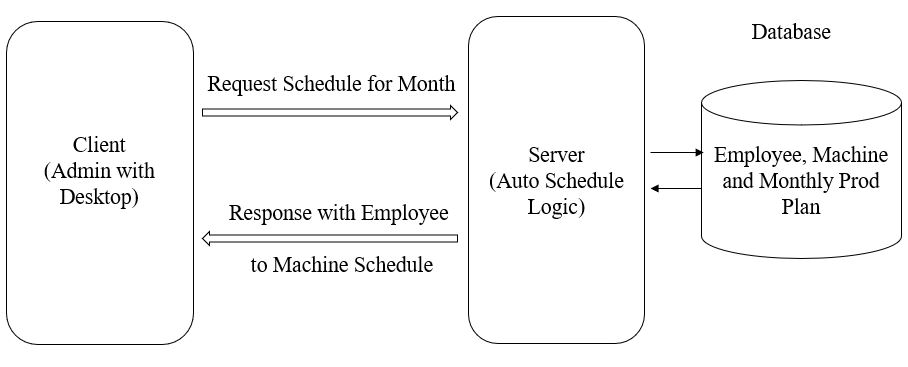 Database
Request Schedule for Month
Client
(Admin with
Desktop)
Response with Employee
to Machine Schedule
Server
(Auto Schedule
Logic)
Employee, Machine
and Monthly Prod
Plan